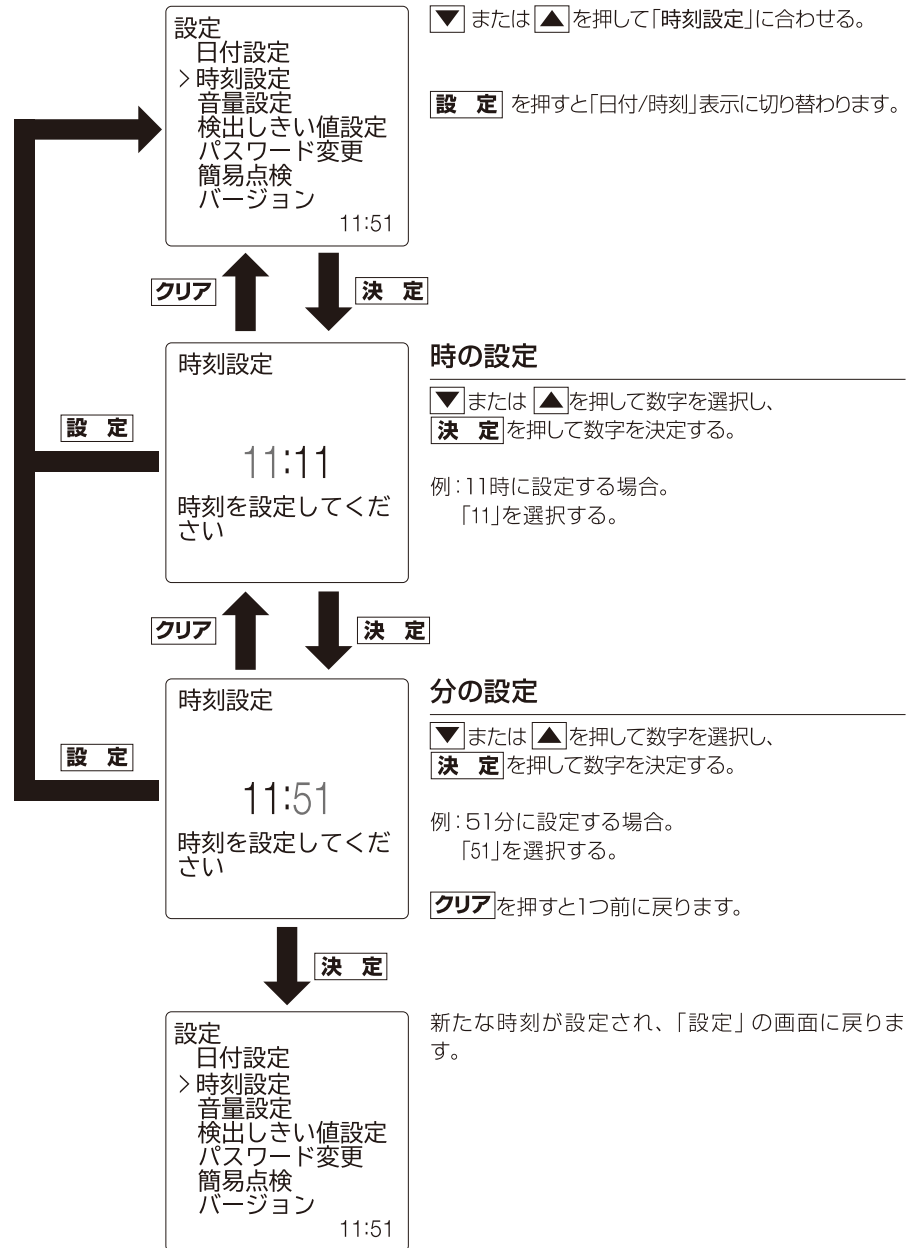 設定
日付設定
>時刻設定
音量設定
検出しきい値設定
パスワード変更
簡易点検
バージョン
11:51
▼ または ▲ を押して「時刻設定」に合わせる。
設 定 を押すと「日付/時刻」表示に切り替わります。
クリア
決 定
時刻設定
11:11
時刻を設定してくだ
さい
設 定
時の設定
▼ または ▲ を押して数字を選択し、
決 定 を押して数字を決定する。
例:11時に設定する場合。
「11」を選択する。
クリア
決 定
時刻設定
11:51
時刻を設定してくだ
さい
設 定
分の設定
▼ または ▲ を押して数字を選択し、
決 定 を押して数字を決定する。
例:51分に設定する場合。
「51」を選択する。
クリア を押すと1つ前に戻ります。
決 定
設定
日付設定
>時刻設定
音量設定
検出しきい値設定
パスワード変更
簡易点検
バージョン
11:51
新たな時刻が設定され、「設定」の画面に戻りま
す。